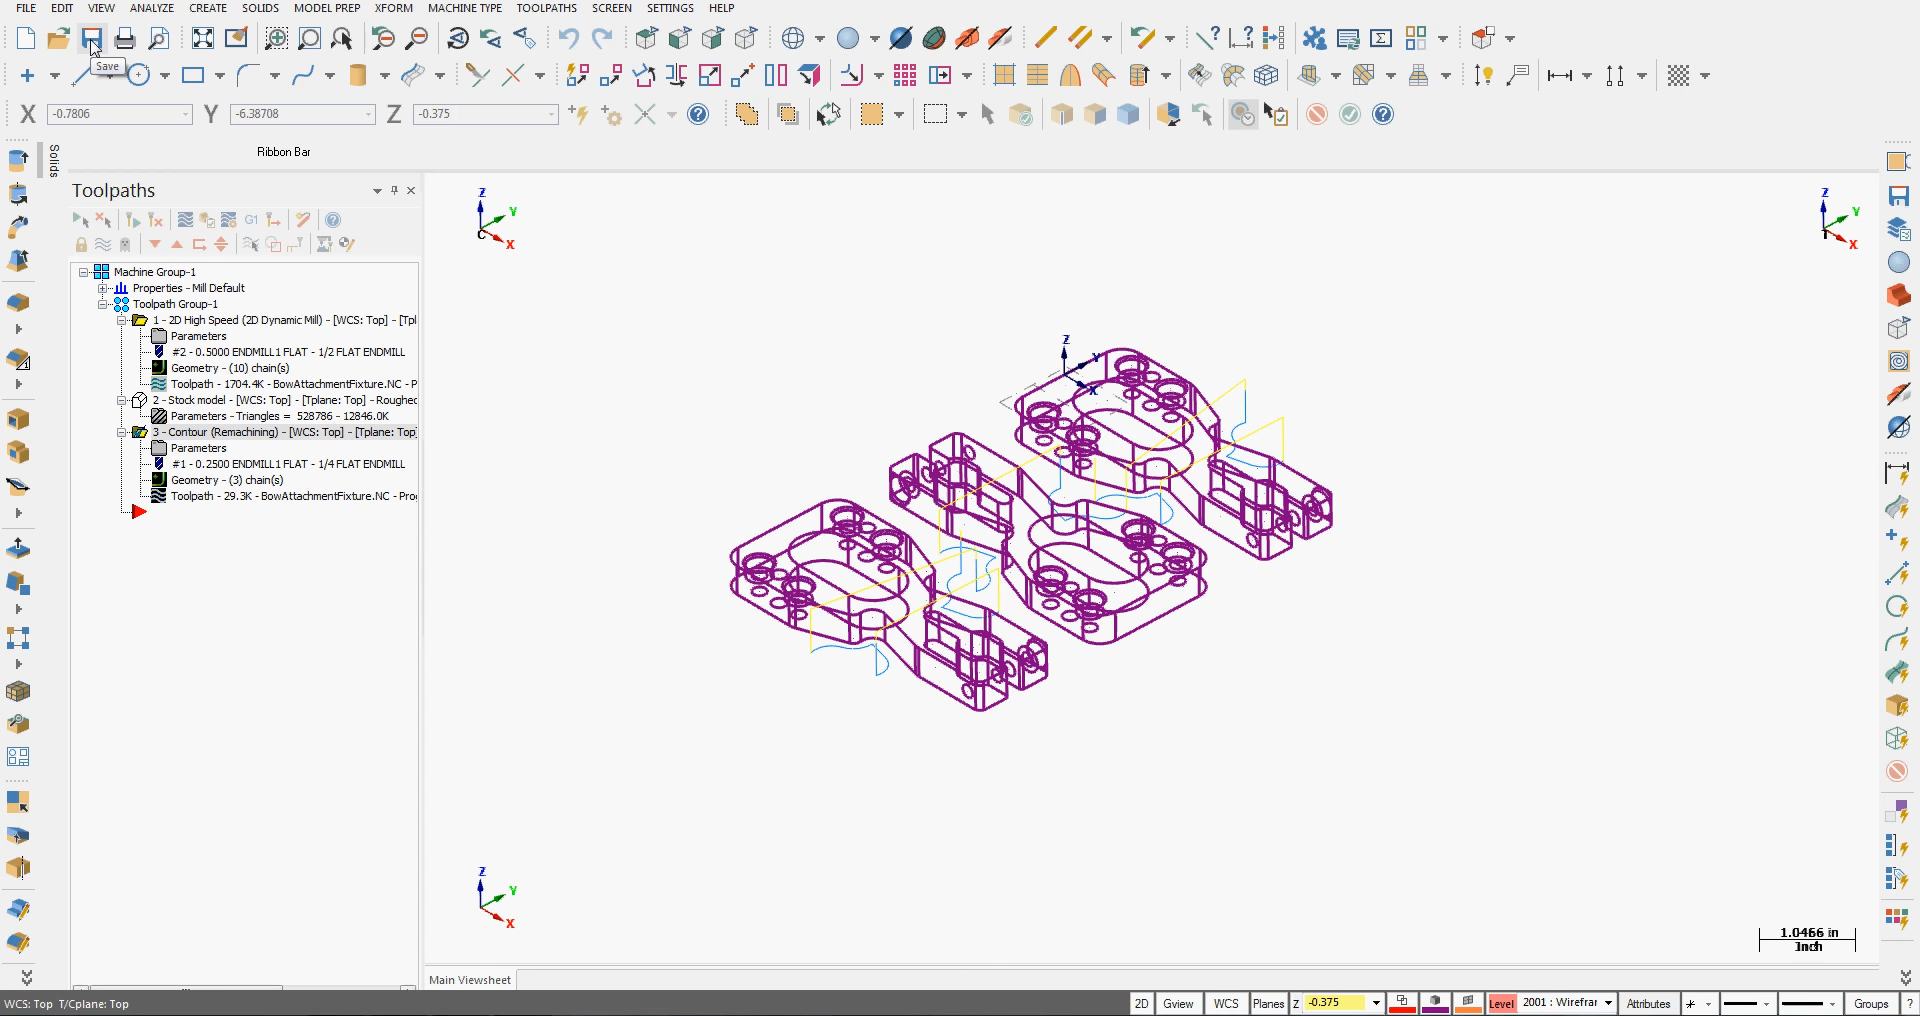 FILE EDIT VIEW ANALYZE CREATE SOLIDS MODEL PREP XFORM MACHINE TYPE TOOLPATHS SCREEN SETTINGS HELP
Save
X -0.7806 Y -6.38708 Z -0.375
Ribbon Bar
Solids
Toolpaths
G1
Machine Group-1
Properties - Mill Default
Toolpath Group-1
1 - 2D High Speed (2D Dynamic Mill) - [WCS: Top] - [Tpl
Parameters
#2 - 0.5000 ENDMILL1 FLAT - 1/2 FLAT ENDMILL
Geometry - (10) chain(s)
Toolpath - 1704.4K - BowAttachmentFixture.NC - P
2 - Stock model - [WCS: Top] - [Tplane: Top] - Roughed
Parameters - Triangles = 528786 - 12846.0K
3 - Contour (Remachining) - [WCS: Top] - [Tplane: Top]
Parameters
#1 - 0.2500 ENDMILL1 FLAT - 1/4 FLAT ENDMILL
Geometry - (3) chain(s)
Toolpath - 29.3K - BowAttachmentFixture.NC - Pro
Z Y X C
Z Y X T
Z Y X
Z Y X
1.0466 in
Inch
Main Viewsheet
WCS: Top T/Cplane: Top
2D Gview WCS Planes Z -0.375 Level 2001 : Wirefrar Attributes Groups ?